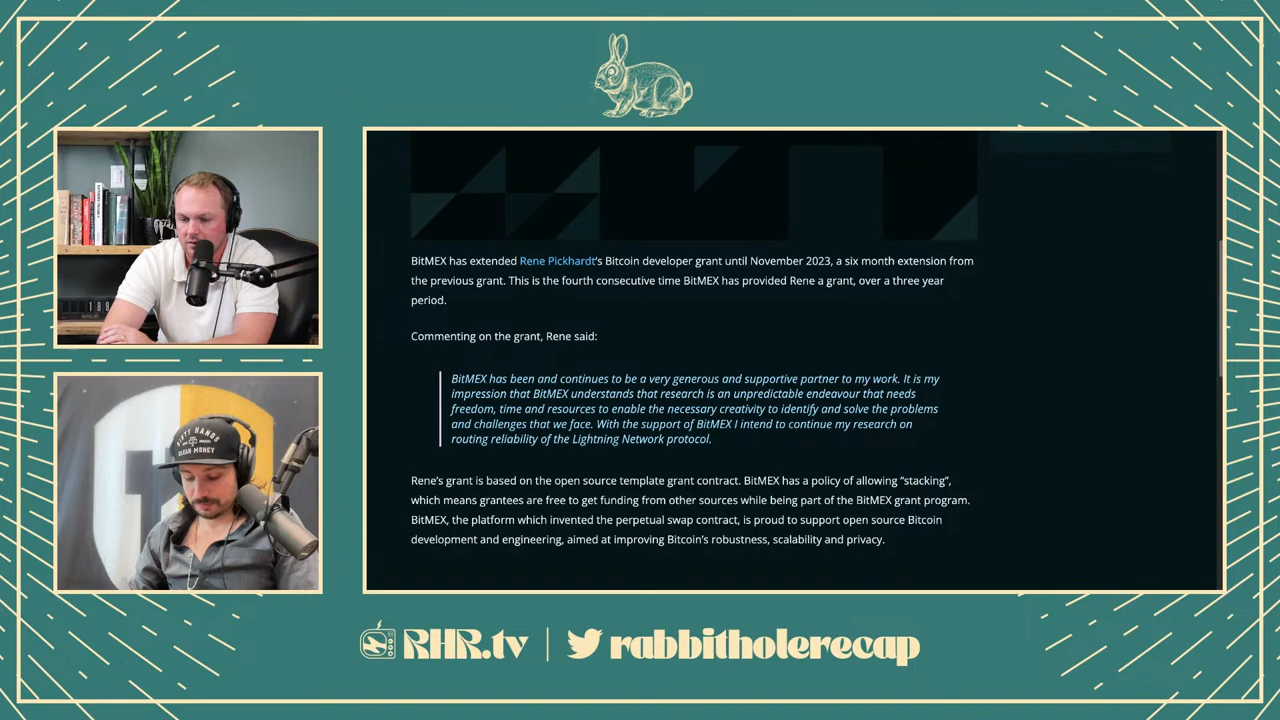 BitMEX has extended Rene Pickhardt's Bitcoin developer grant until November 2023, a six month extension from
the previous grant. This is the fourth consecutive time BitMEX has provided Rene a grant, over a three year
period.
Commenting on the grant, Rene said:
BitMEX has been and continues to be a very generous and supportive partner to my work. It is my
impression that BitMEX understands that research is an unpredictable endeavour that needs
freedom, time and resources to enable the necessary creativity to identify and solve the problems
and challenges that we face. With the support of BitMEX I intend to continue my research on
routing reliability of the Lightning Network protocol.
Rene's grant is based on the open source template grant contract. BitMEX has a policy of allowing "stacking",
which means grantees are free to get funding from other sources while being part of the BitMEX grant program.
BitMEX, the platform which invented the perpetual swap contract, is proud to support open source Bitcoin
development and engineering, aimed at improving Bitcoin's robustness, scalability and privacy.
DIRTY HANDS
CLEAN MONEY
189
RHR.tv | rabbitholerecap